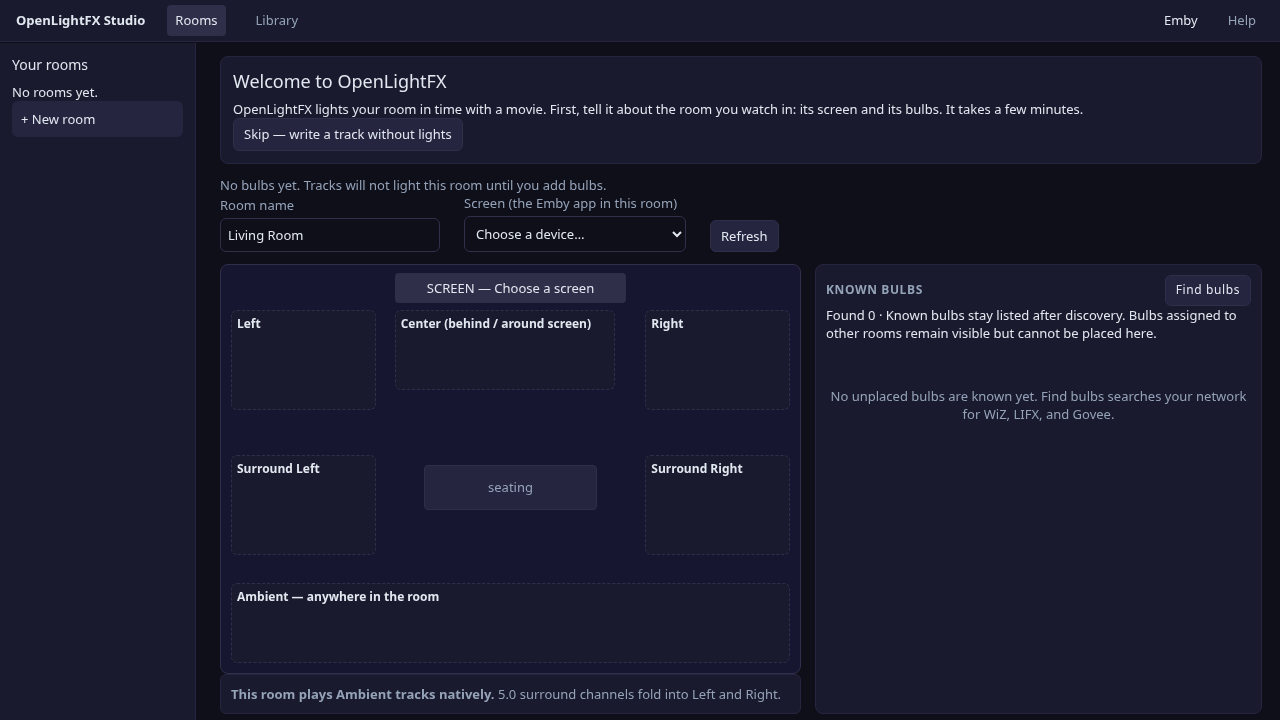 OpenLightFX Studio
Rooms
Library
Emby
Help
Your rooms
No rooms yet.
+ New room
Welcome to OpenLightFX
OpenLightFX lights your room in time with a movie. First, tell it about the room you watch in: its screen and its bulbs. It takes a few minutes.
Skip — write a track without lights
No bulbs yet. Tracks will not light this room until you add bulbs.
Room name
Screen (the Emby app in this room)
Living Room
Choose a device...
Refresh
SCREEN — Choose a screen
Left
Center (behind / around screen)
Right
Surround Left
seating
Surround Right
Ambient — anywhere in the room
This room plays Ambient tracks natively. 5.0 surround channels fold into Left and Right.
KNOWN BULBS
Find bulbs
Found 0 · Known bulbs stay listed after discovery. Bulbs assigned to
other rooms remain visible but cannot be placed here.
No unplaced bulbs are known yet. Find bulbs searches your network
for WiZ, LIFX, and Govee.